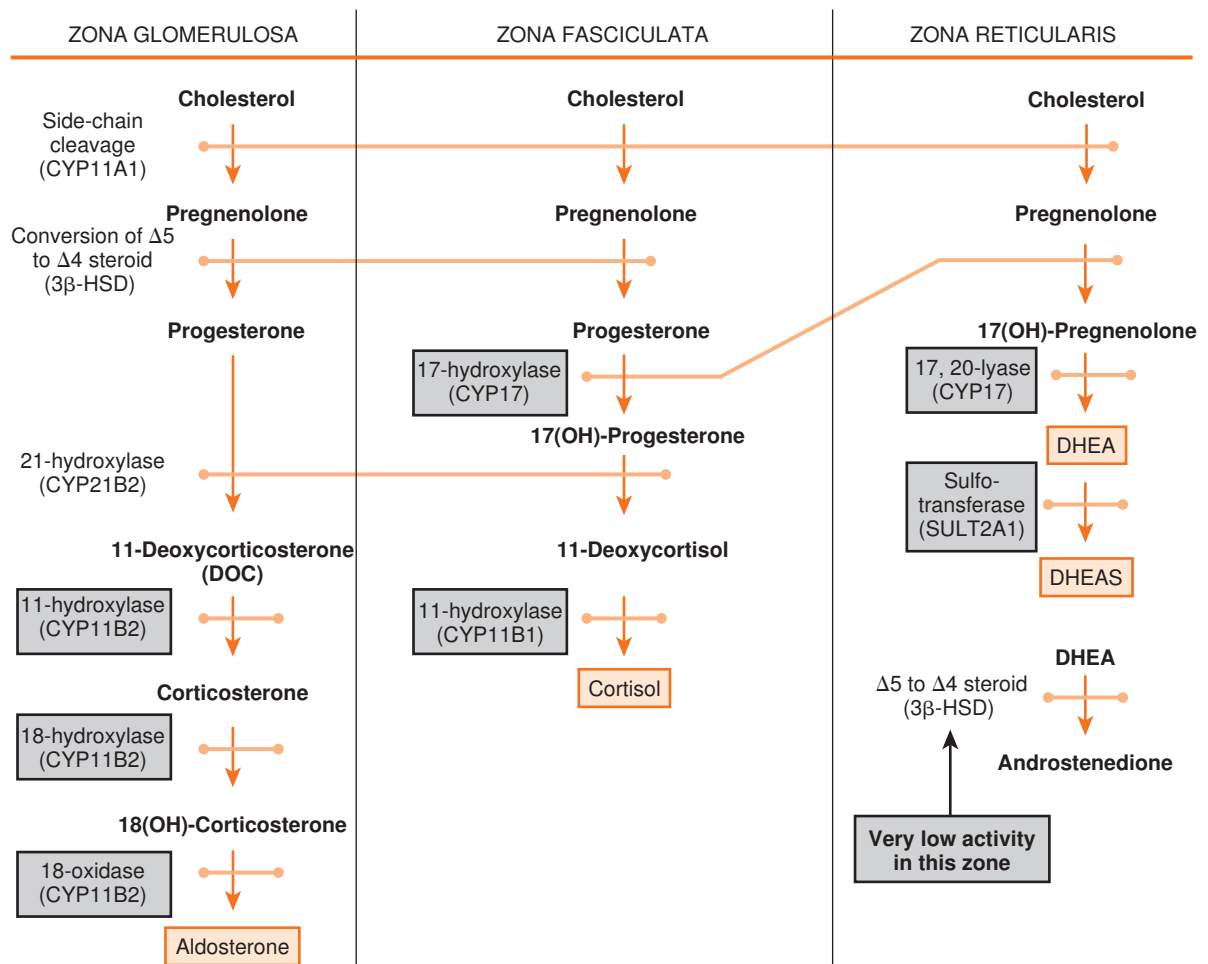 ZONA GLOMERULOSA
Cholesterol
Side-chain
cleavage
(CYP11A1)
Pregnenolone
Conversion of Δ5
to Δ4 steroid
(3β-HSD)
Progesterone
21-hydroxylase
(CYP21B2)
11-Deoxycorticosterone
(DOC)
11-hydroxylase
(CYP11B2)
Corticosterone
18-hydroxylase
(CYP11B2)
18(OH)-Corticosterone
18-oxidase
(CYP11B2)
Aldosterone
ZONA FASCICULATA
Cholesterol
Pregnenolone
Progesterone
17-hydroxylase
(CYP17)
17(OH)-Progesterone
11-Deoxycortisol
11-hydroxylase
(CYP11B1)
Cortisol
ZONA RETICULARIS
Cholesterol
Pregnenolone
17(OH)-Pregnenolone
17, 20-lyase
(CYP17)
DHEA
Sulfo-
transferase
(SULT2A1)
DHEAS
DHEA
Δ5 to Δ4 steroid
(3β-HSD)
Androstenedione
Very low activity
in this zone